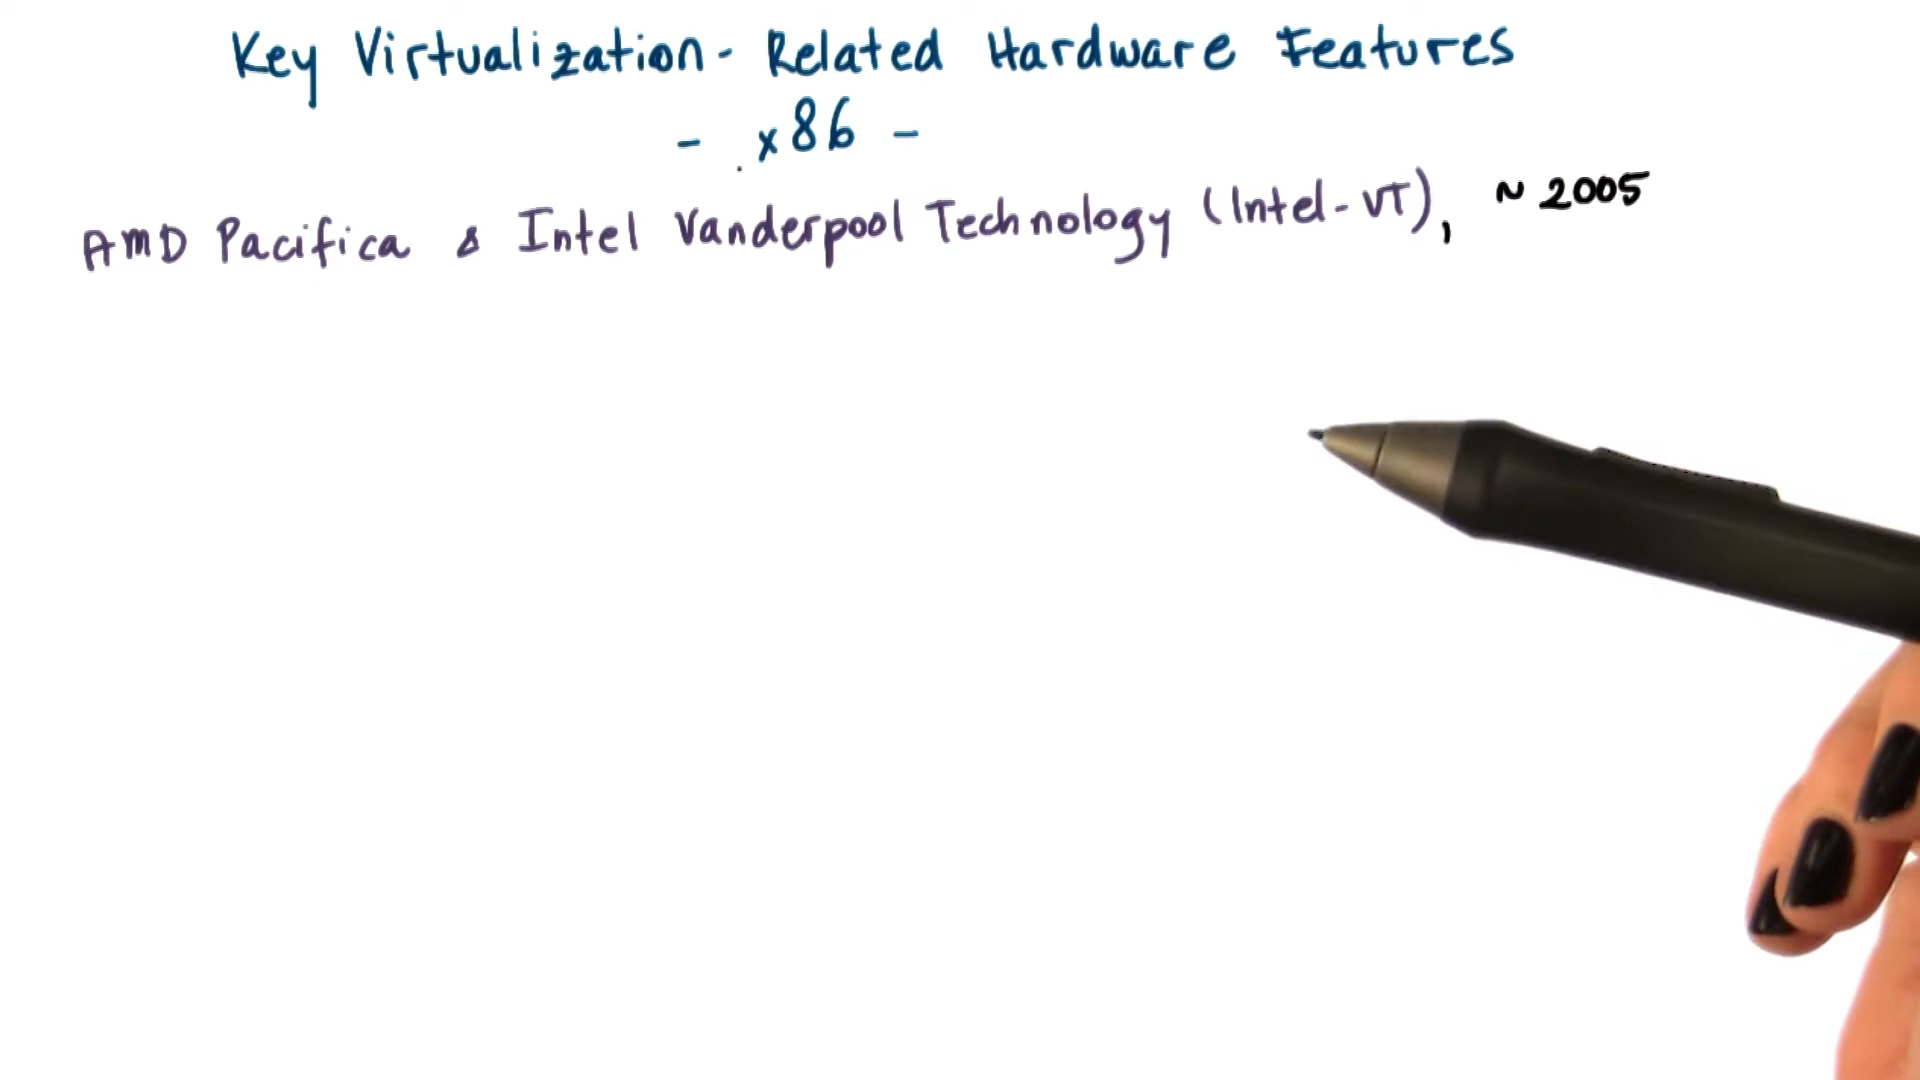 Key Virtualization - Related Hardware Features
- x86 -
AMD Pacifica & Intel Vanderpool Technology (Intel-VT), ~ 2005